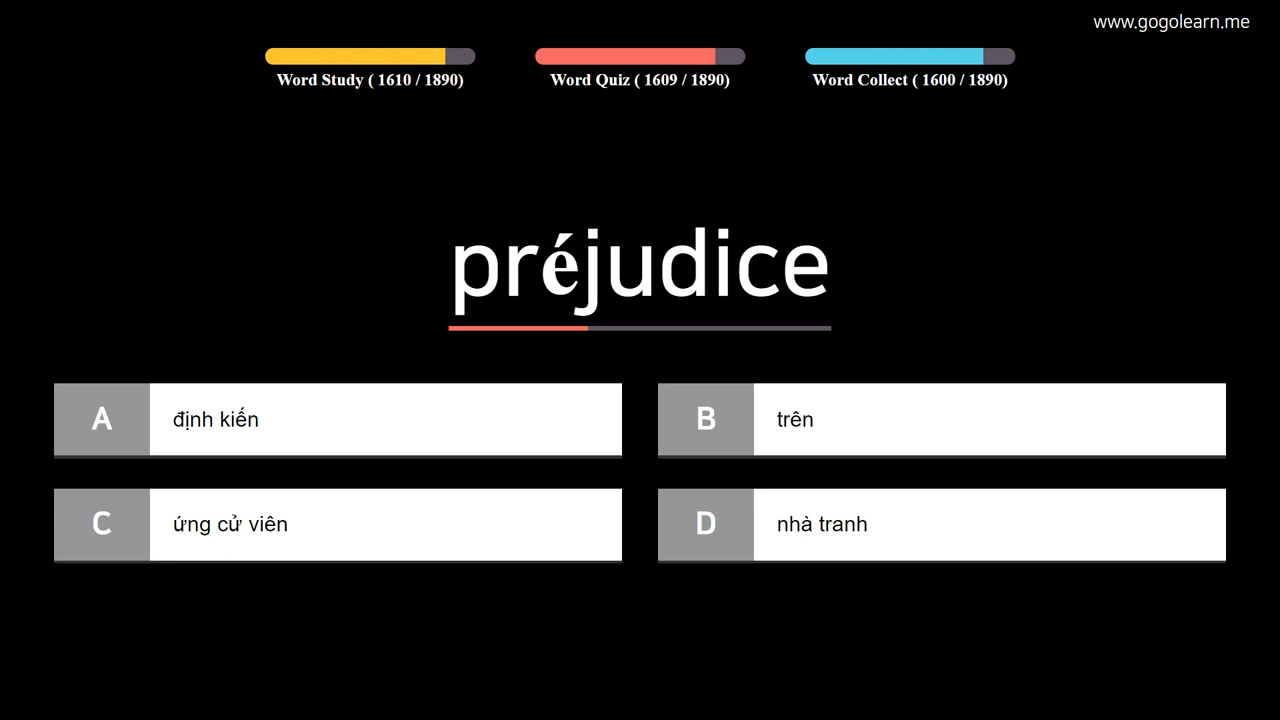 www.gogolearn.me
Word Study ( 1610 / 1890)
Word Quiz ( 1609 / 1890)
Word Collect ( 1600 / 1890)
préjudice
A
định kiến
B
trên
C
ứng cử viên
D
nhà tranh